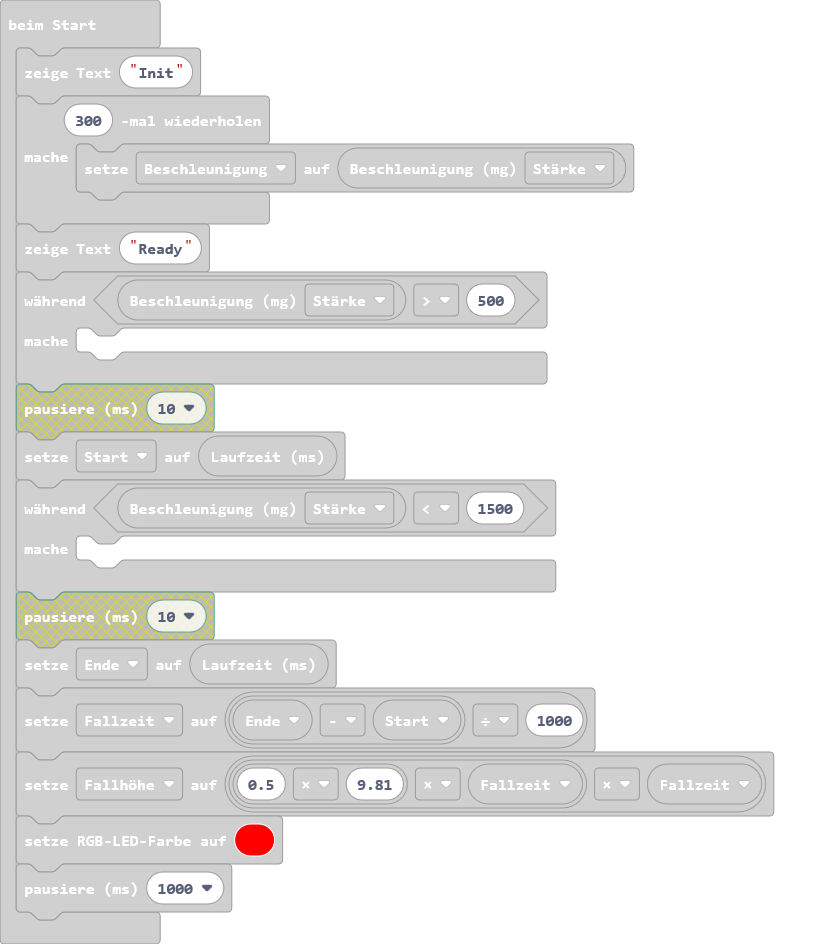 beim Start
zeige Text "Init"
300 -mal wiederholen
mache
setze Beschleunigung auf Beschleunigung (mg) Stärke
zeige Text "Ready"
während Beschleunigung (mg) Stärke > 500
mache
pausiere (ms) 10
setze Start auf Laufzeit (ms)
während Beschleunigung (mg) Stärke < 1500
mache
pausiere (ms) 10
setze Ende auf Laufzeit (ms)
setze Fallzeit auf Ende - Start ÷ 1000
setze Fallhöhe auf 0.5 × 9.81 × Fallzeit × Fallzeit
setze RGB-LED-Farbe auf
pausiere (ms) 1000